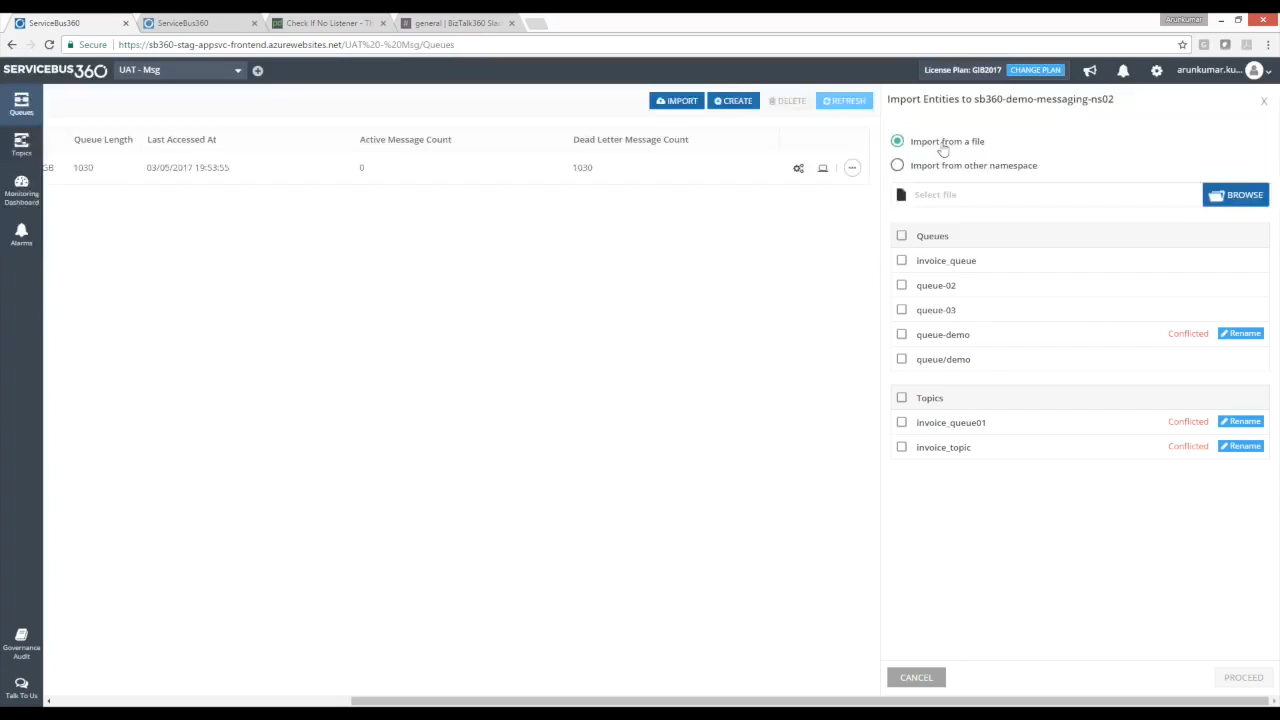 ServiceBus360
ServiceBus360
Check If No Listener - Th
general | BizTalk360 Sla
Arunkumar
Secure
https://sb360-stag-appsvc-frontend.azurewebsites.net/UAT%20-%20Msg/Queues
SERVICEBUS360
UAT - Msg
License Plan: GIB2017
CHANGE PLAN
arunkumar.ku...
Queues
Topics
Monitoring
Dashboard
Alarms
Governance
Audit
Talk To Us
IMPORT
CREATE
DELETE
REFRESH
Queue Length
Last Accessed At
Active Message Count
Dead Letter Message Count
GB
1030
03/05/2017 19:53:55
0
1030
Import Entities to sb360-demo-messaging-ns02
X
Import from a file
Import from other namespace
Select file
BROWSE
Queues
invoice_queue
queue-02
queue-03
queue-demo Conflicted Rename
queue/demo
Topics
invoice_queue01 Conflicted Rename
invoice_topic Conflicted Rename
CANCEL
PROCEED